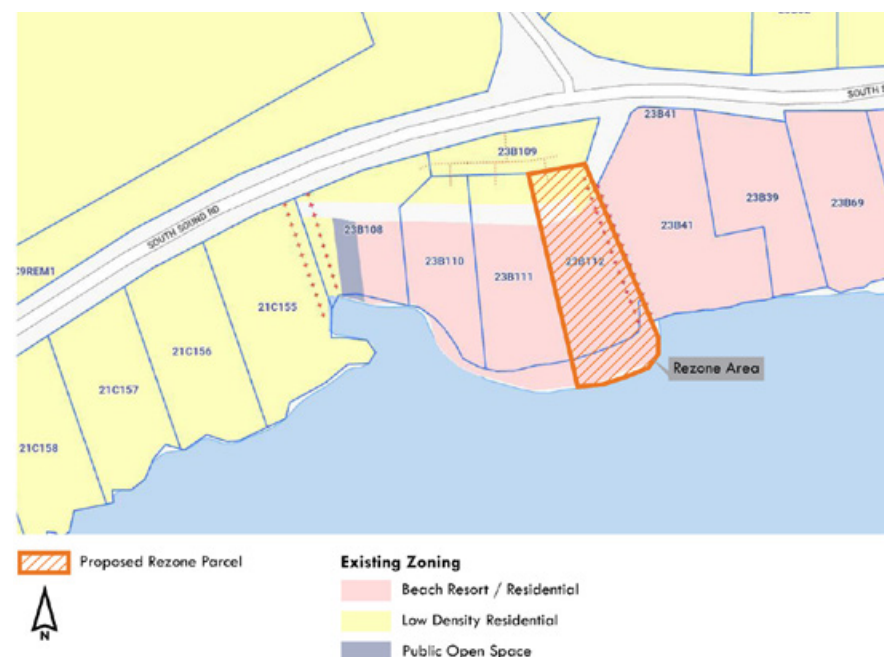 SOUTH S
23B41
23B109
SOUTH SOUND RD
23B108
23B41
23B39
23B69
C9REM1
23B110
23B111
23B112
21C155
21C156
21C157
21C158
Rezone Area
Proposed Rezone Parcel
Existing Zoning
Beach Resort / Residential
Low Density Residential
Public Open Space
N